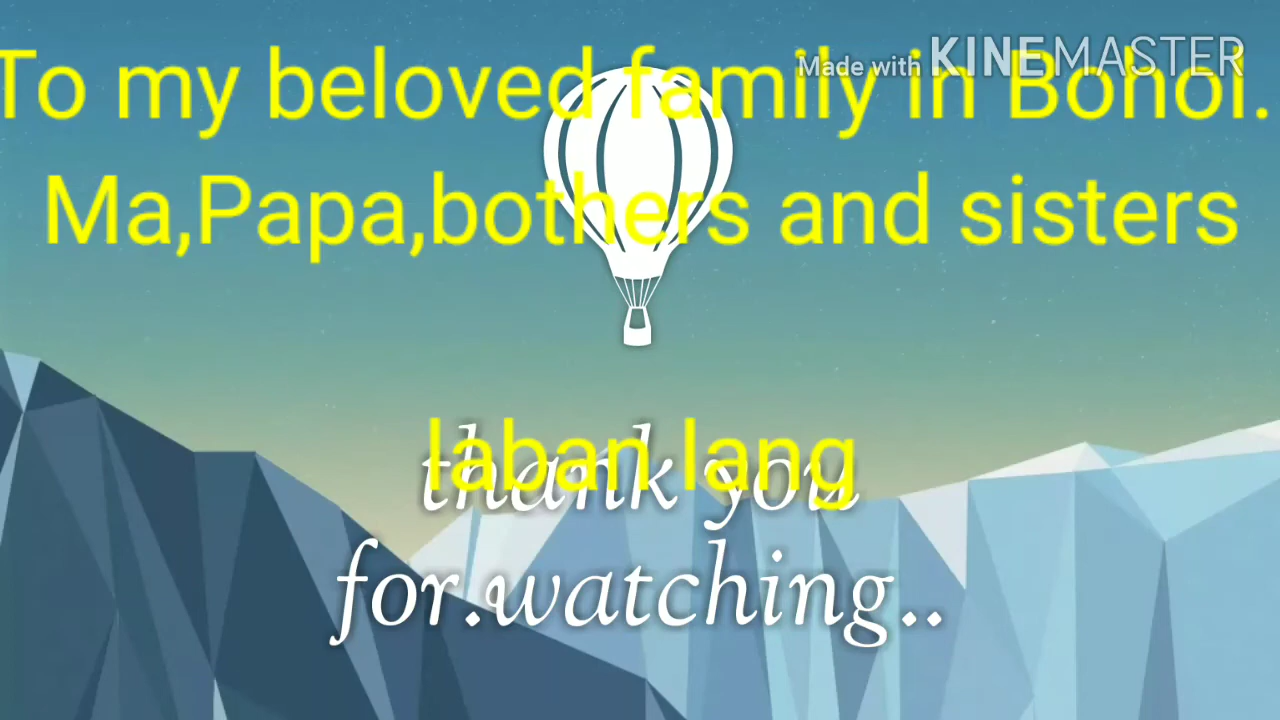 Made with KINEMASTER
To my beloved family in Bohol.
Ma,Papa,bothers and sisters
laban lang
thank you
for.watching..